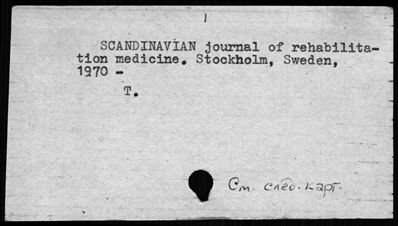 1
SCANDINAVIAN journal of rehabilita-
tion medicine. Stockholm, Sweden,
1970 -
T.
См. след. карт.